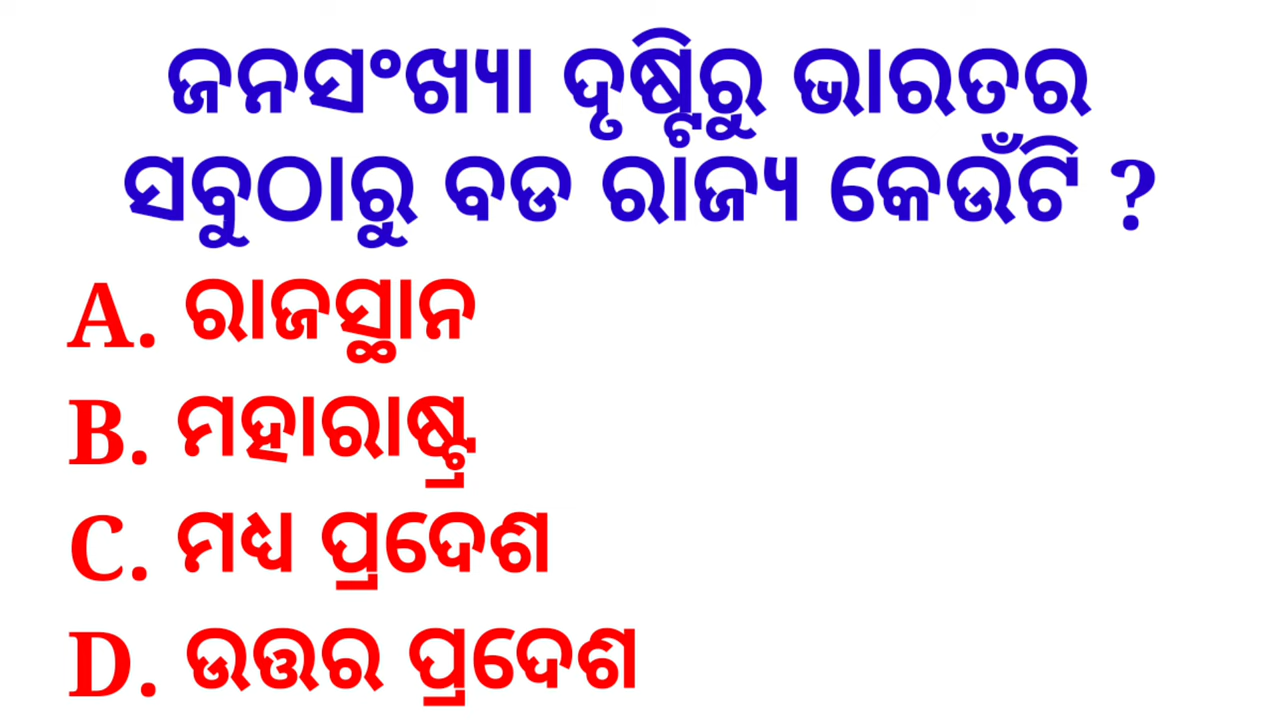 ଜନସଂଖ୍ୟା ଦୃଷ୍ଟିରୁ ଭାରତର
ସବୁଠାରୁ ବଡ ରାଜ୍ୟ କେଉଁଟି ?
A. ରାଜସ୍ଥାନ
B. ମହାରାଷ୍ଟ୍ର
C. ମଧ୍ୟ ପ୍ରଦେଶ
D. ଉତ୍ତର ପ୍ରଦେଶ